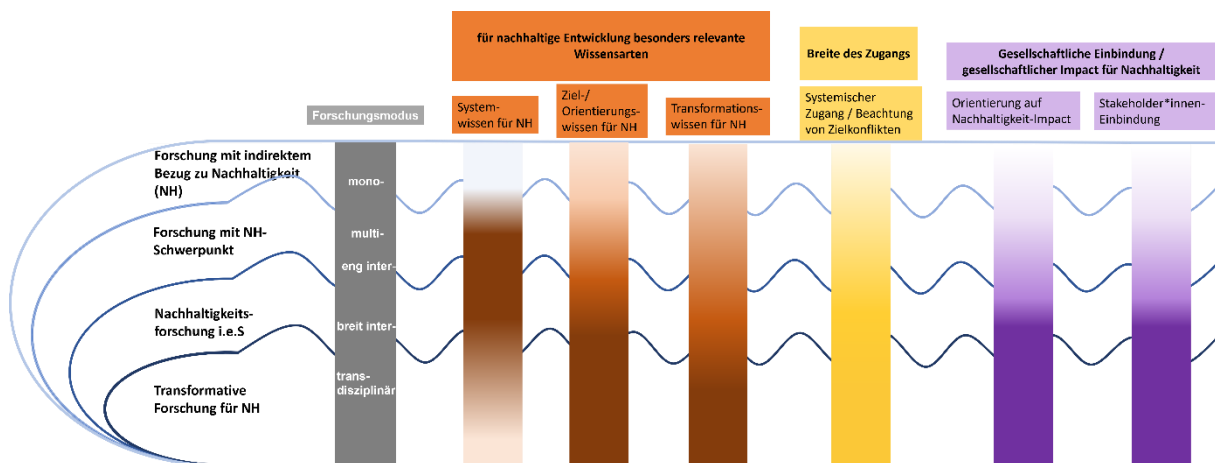 für nachhaltige Entwicklung besonders relevante
Wissensarten
Breite des Zugangs
Gesellschaftliche Einbindung /
gesellschaftlicher Impact für Nachhaltigkeit
Forschungsmodus
System-
wissen für NH
Ziel-/
Orientierungs-
wissen für NH
Transformations-
wissen für NH
Systemischer
Zugang / Beachtung
von Zielkonflikten
Orientierung auf
Nachhaltigkeit-Impact
Stakeholder*innen-
Einbindung
Forschung mit indirektem
Bezug zu Nachhaltigkeit
(NH)
Forschung mit NH-
Schwerpunkt
Nachhaltigkeits-
forschung i.e.S
Transformative
Forschung für NH
mono-
multi-
eng inter-
breit inter-
trans-
disziplinär